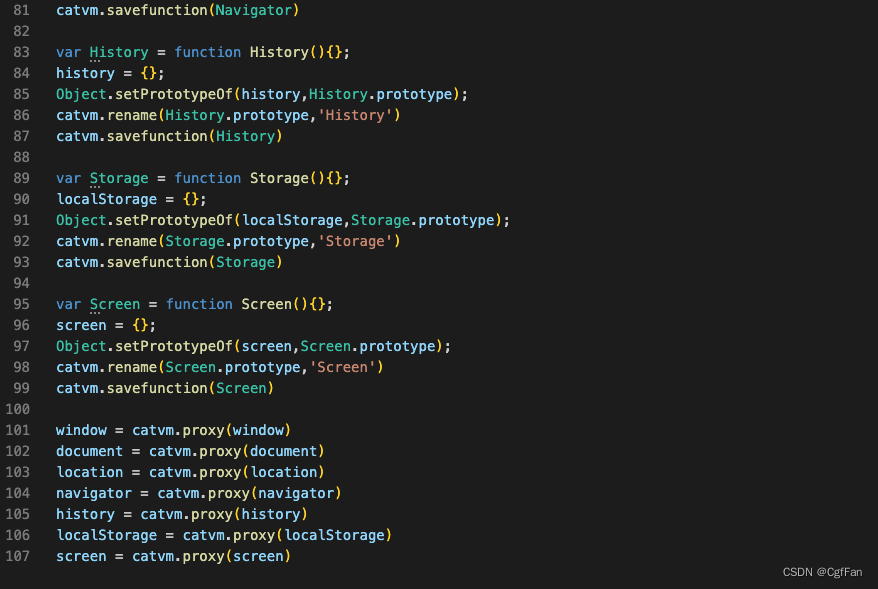 81 catvm.savefunction(Navigator)
82
83 var History = function History(){};
84 history = {};
85 Object.setPrototypeOf(history,History.prototype);
86 catvm.rename(History.prototype,'History')
87 catvm.savefunction(History)
88
89 var Storage = function Storage(){};
90 localStorage = {};
91 Object.setPrototypeOf(localStorage,Storage.prototype);
92 catvm.rename(Storage.prototype,'Storage')
93 catvm.savefunction(Storage)
94
95 var Screen = function Screen(){};
96 screen = {};
97 Object.setPrototypeOf(screen,Screen.prototype);
98 catvm.rename(Screen.prototype,'Screen')
99 catvm.savefunction(Screen)
100
101 window = catvm.proxy(window)
102 document = catvm.proxy(document)
103 location = catvm.proxy(location)
104 navigator = catvm.proxy(navigator)
105 history = catvm.proxy(history)
106 localStorage = catvm.proxy(localStorage)
107 screen = catvm.proxy(screen)
CSDN @CgfFan